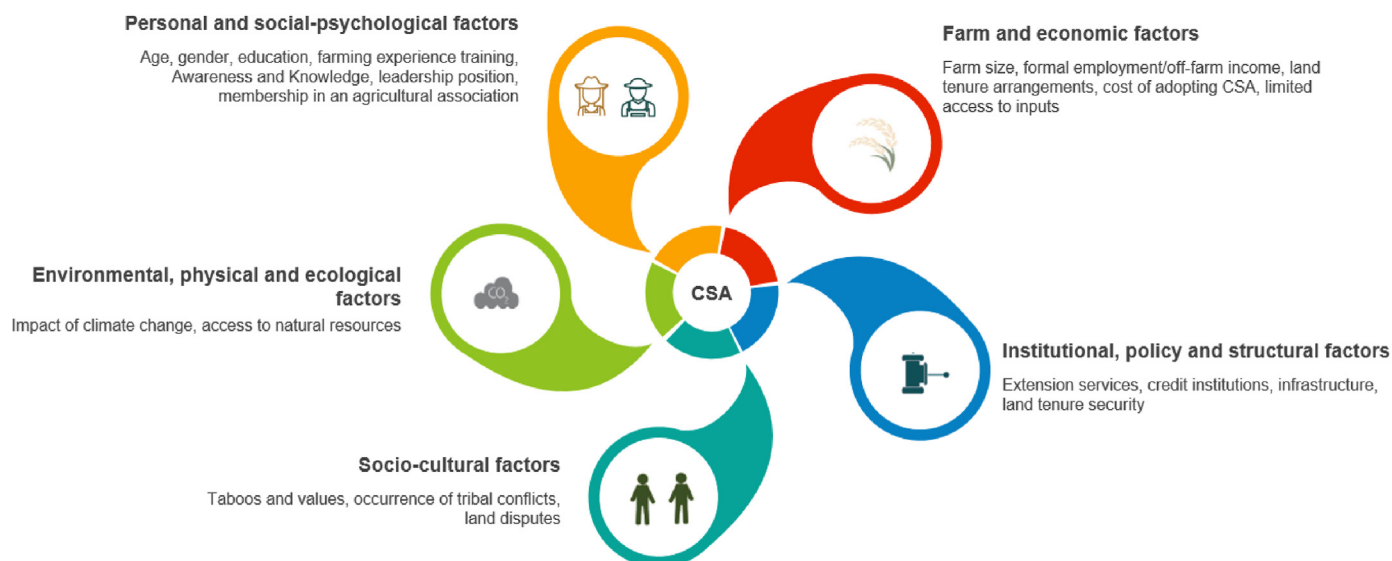 Personal and social-psychological factors
Age, gender, education, farming experience training,
Awareness and Knowledge, leadership position,
membership in an agricultural association
Farm and economic factors
Farm size, formal employment/off-farm income, land
tenure arrangements, cost of adopting CSA, limited
access to inputs
Environmental, physical and ecological
factors
Impact of climate change, access to natural resources
CO2
CSA
Institutional, policy and structural factors
Extension services, credit institutions, infrastructure,
land tenure security
Socio-cultural factors
Taboos and values, occurrence of tribal conflicts,
land disputes